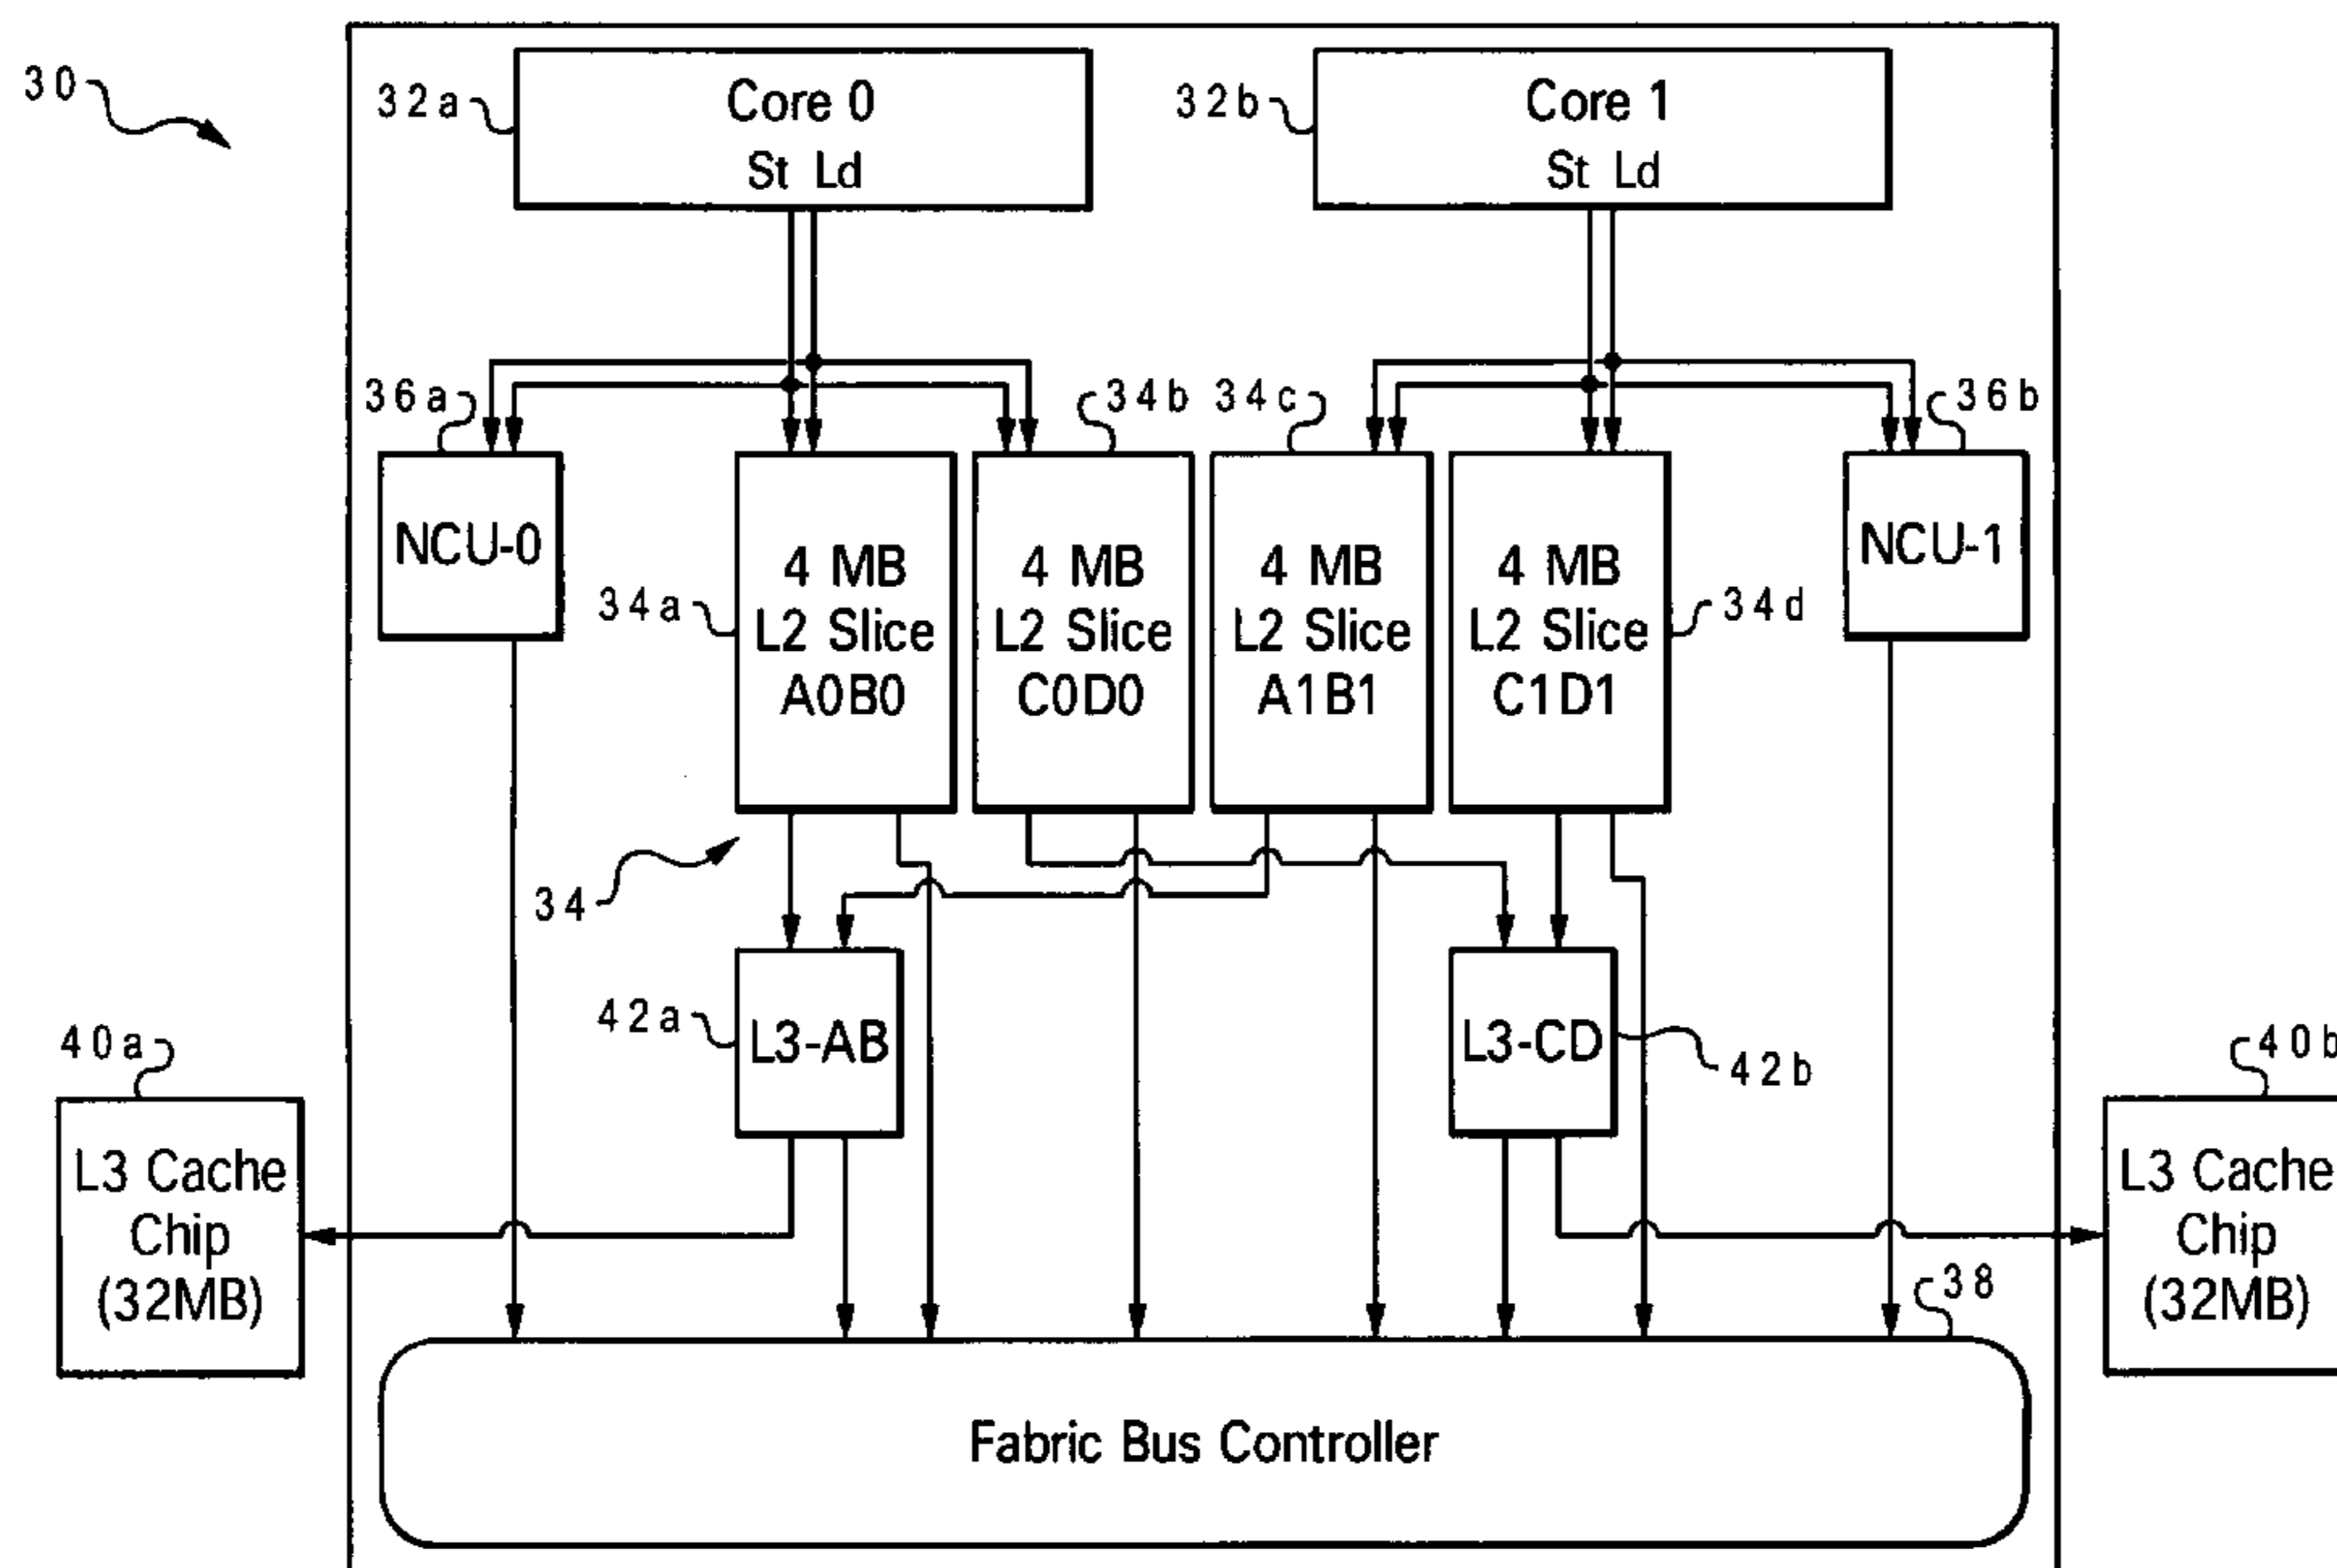 30
32a
Core 0
St Ld
32b
Core 1
St Ld
36a
34b
34c
36b
NCU-0
34a
4 MB
L2 Slice
A0B0
4 MB
L2 Slice
C0D0
4 MB
L2 Slice
A1B1
4 MB
L2 Slice
C1D1
34d
NCU-1
34
42a
L3-AB
L3-CD
42b
40a
L3 Cache
Chip
(32MB)
40b
L3 Cache
Chip
(32MB)
38
Fabric Bus Controller